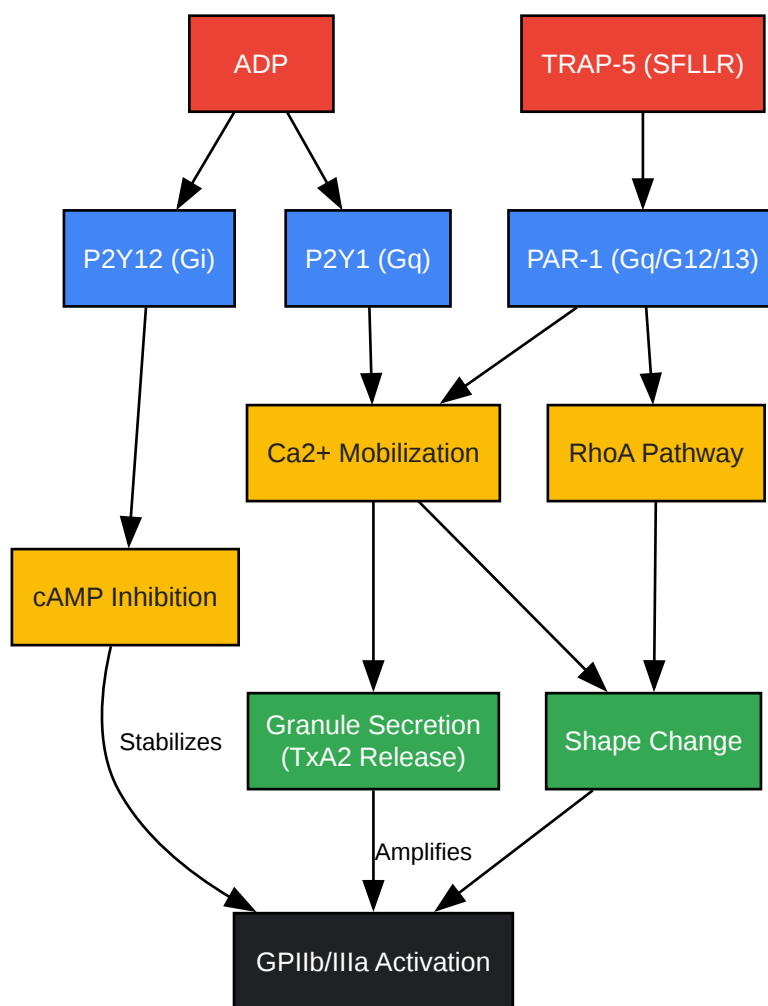 ADP
TRAP-5 (SFLLR)
P2Y12 (Gi)
P2Y1 (Gq)
PAR-1 (Gq/G12/13)
Ca2+ Mobilization
RhoA Pathway
cAMP Inhibition
Granule Secretion
(TxA2 Release)
Shape Change
Stabilizes
Amplifies
GPIIb/IIIa Activation